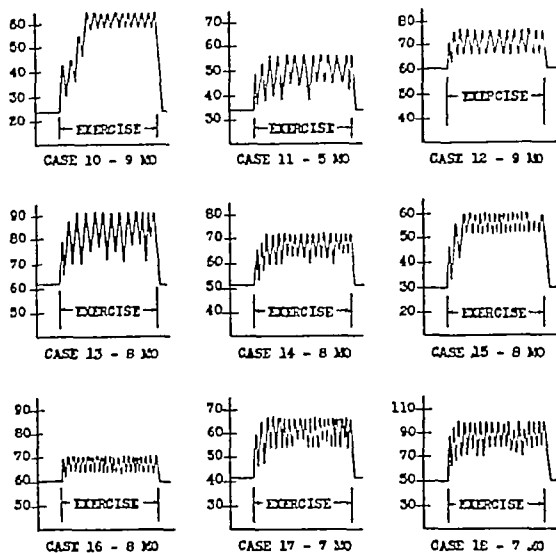 60
50
40
30
20
EXERCISE
CASE 10 - 9 MO
60
50
40
30
EXERCISE
CASE 11 - 5 MO
80
70
60
50
40
EXERCISE
CASE 12 - 9 MO
90
80
70
60
50
EXERCISE
CASE 13 - 8 MO
80
70
60
50
40
EXERCISE
CASE 14 - 8 MO
60
50
40
30
20
EXERCISE
CASE 15 - 8 MO
90
80
70
60
50
EXERCISE
CASE 16 - 8 MO
70
60
50
40
30
EXERCISE
CASE 17 - 7 MO
110
90
70
50
30
EXERCISE
CASE 18 - 7 MO